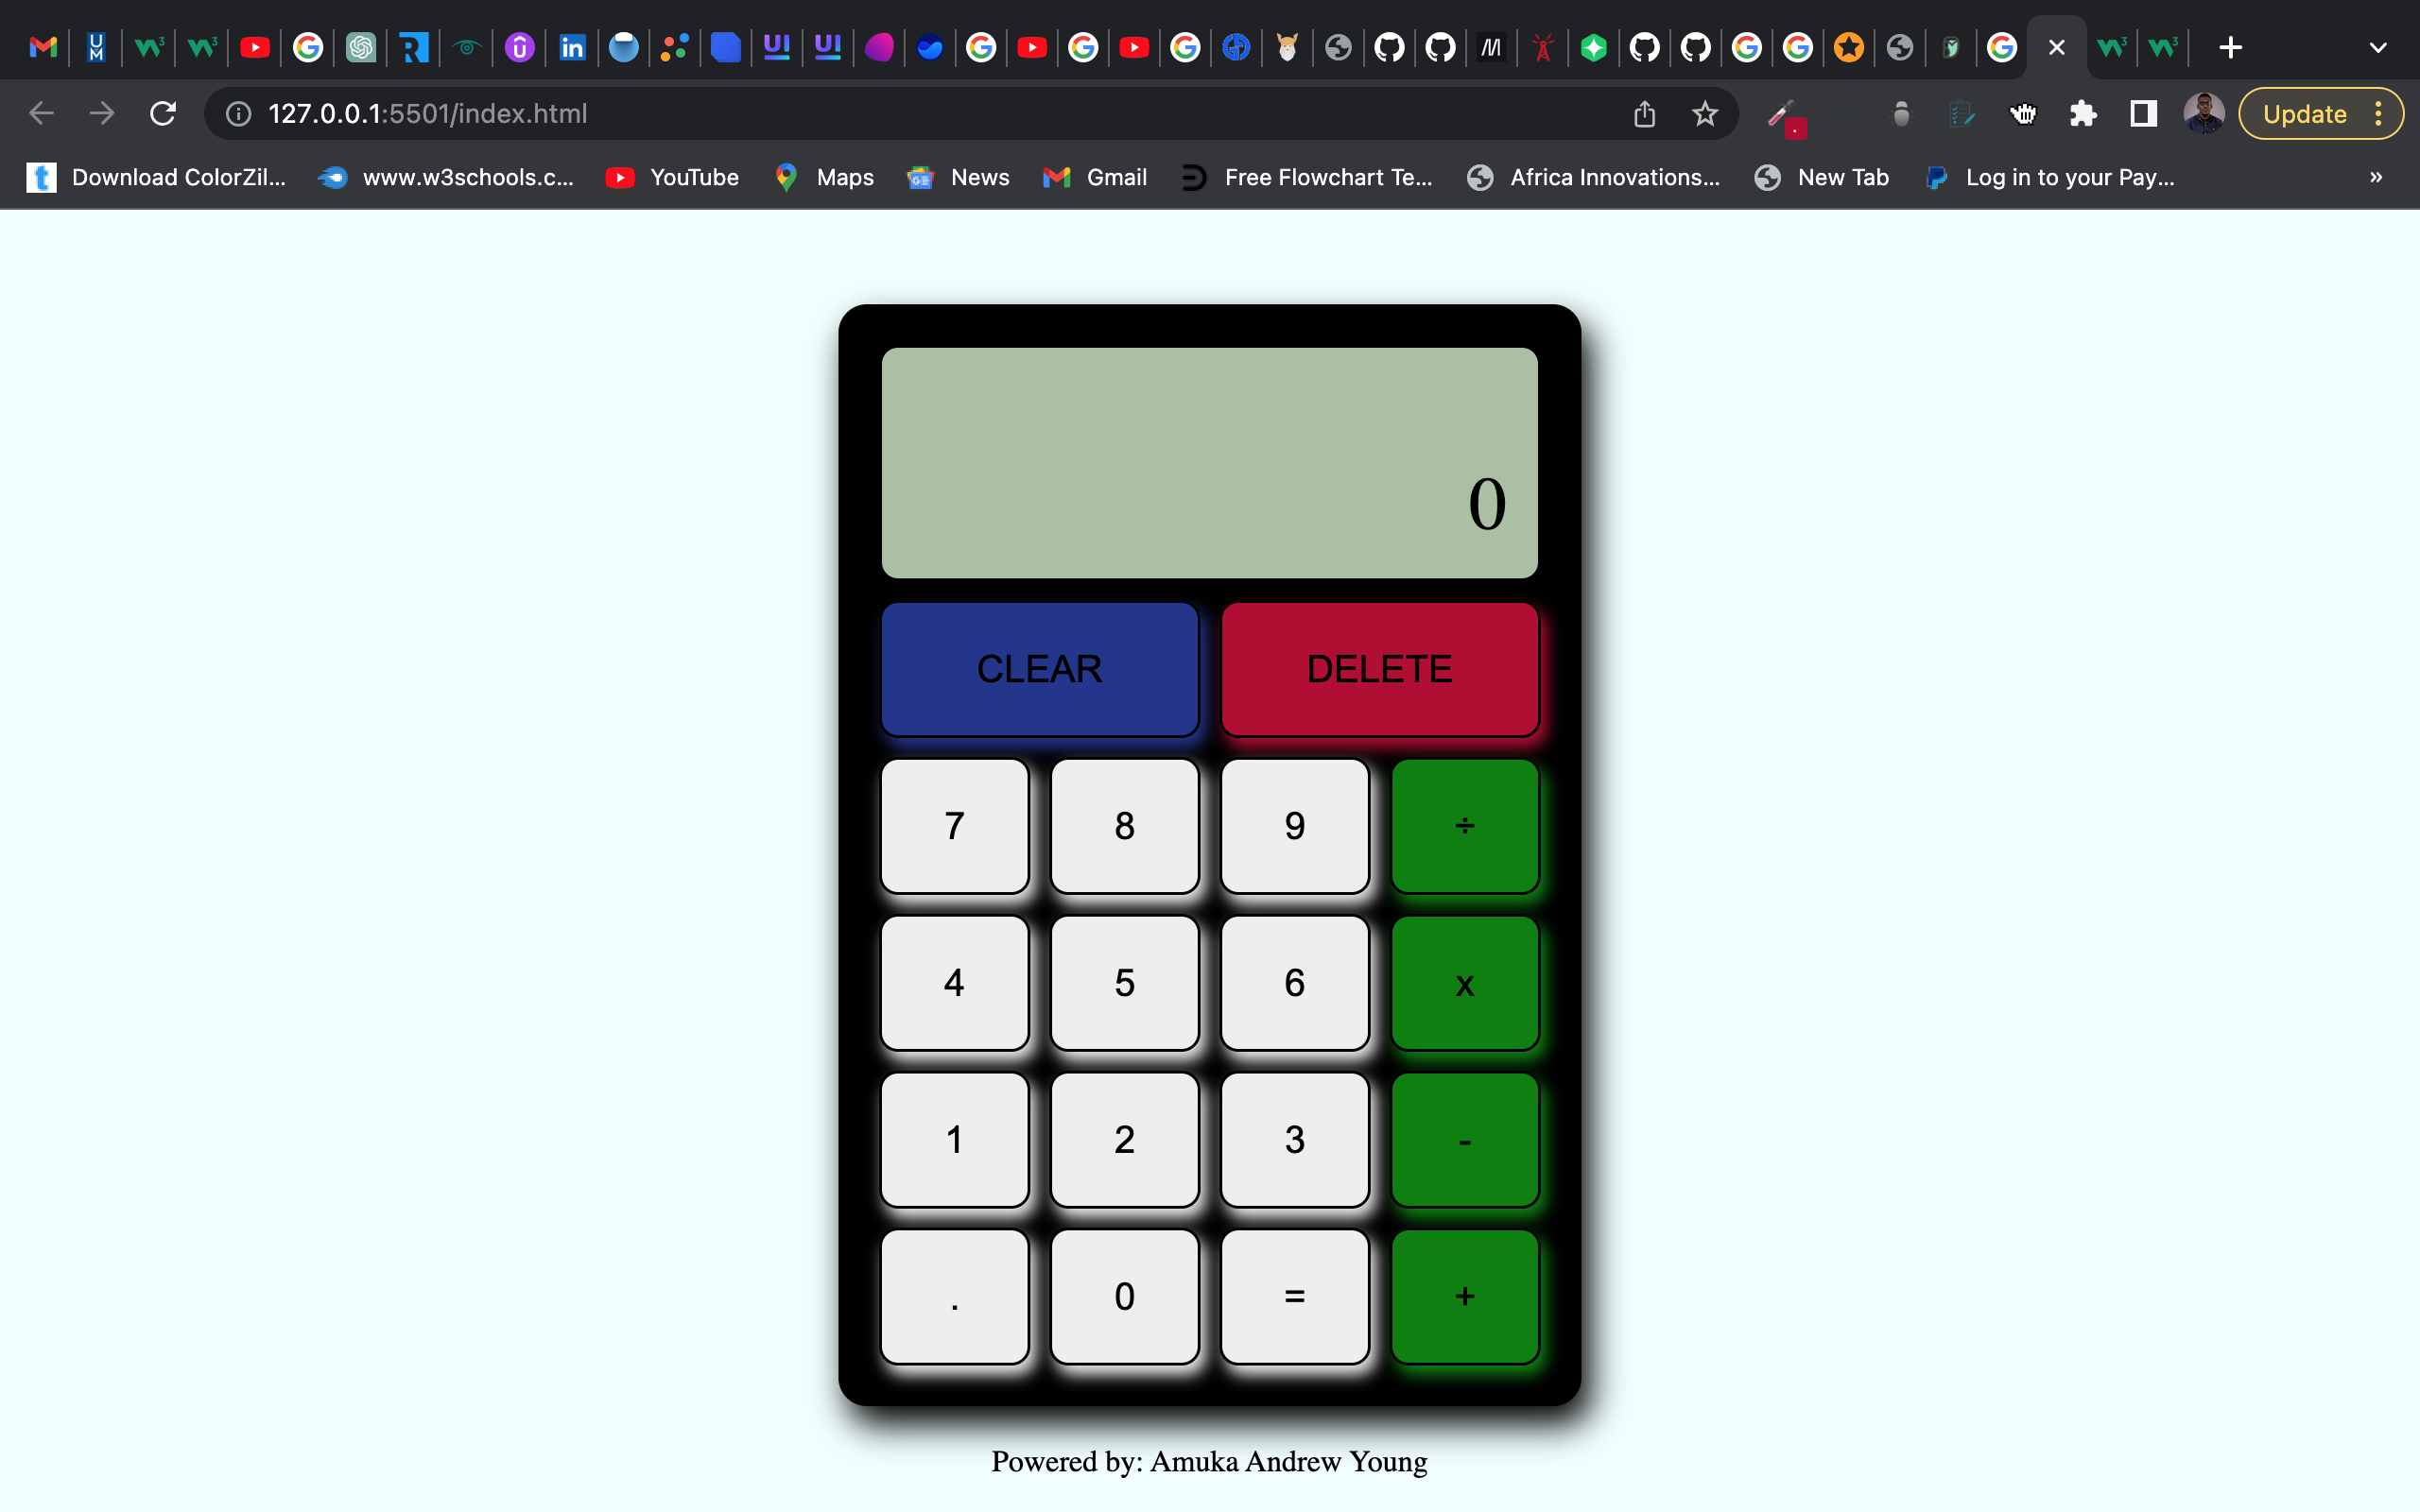 127.0.0.1:5501/index.html
Update
Download ColorZil...
www.w3schools.c...
YouTube
Maps
News
Gmail
Free Flowchart Te...
Africa Innovations...
New Tab
Log in to your Pay...
»
0
CLEAR DELETE
7 8 9 ÷
4 5 6 x
1 2 3 -
. 0 = +
Powered by: Amuka Andrew Young